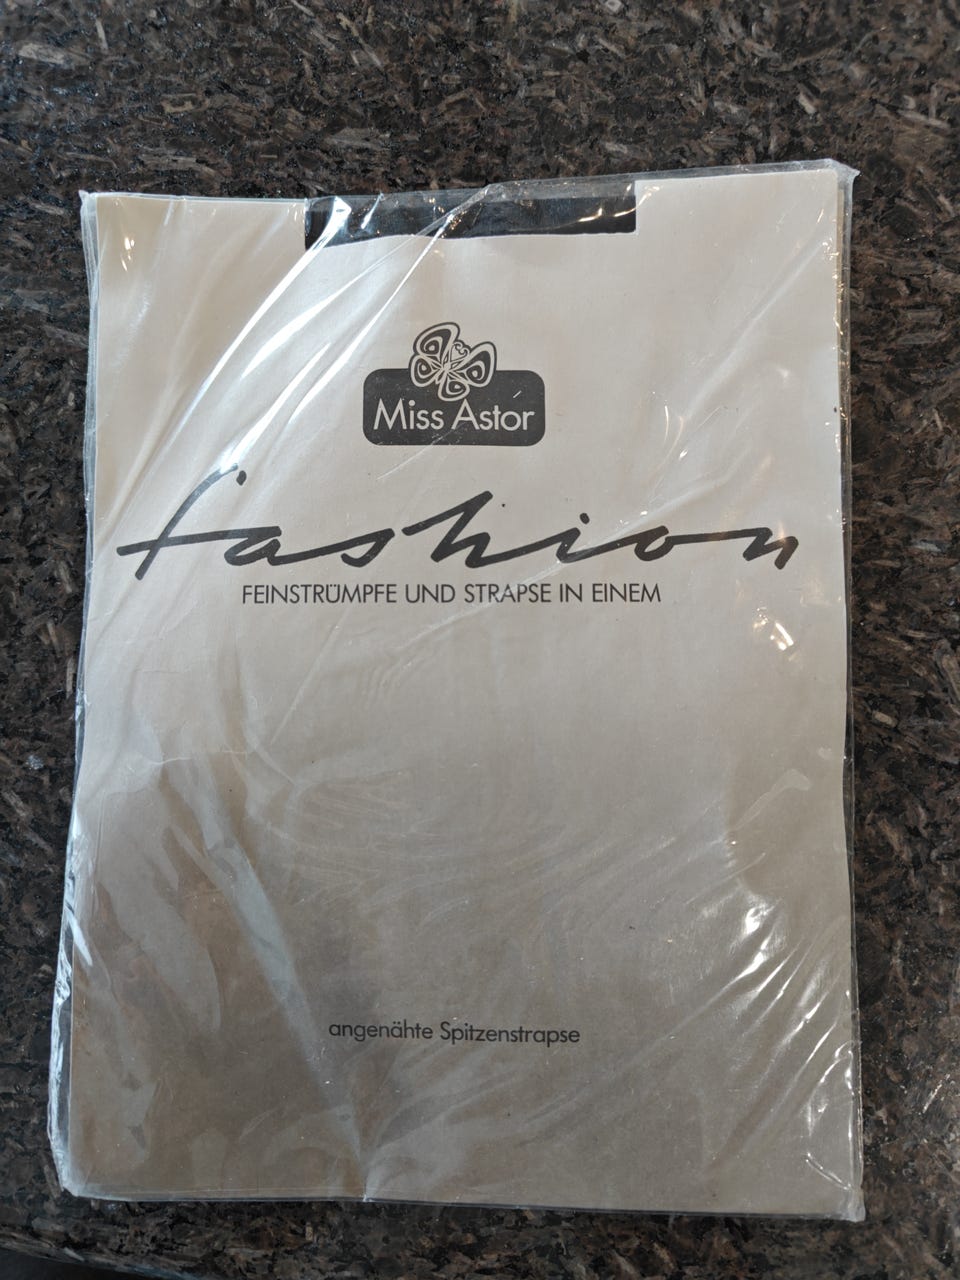 Miss Astor
fashion
FEINSTRÜMPFE UND STRAPSE IN EINEM
angenähte Spitzenstrapse